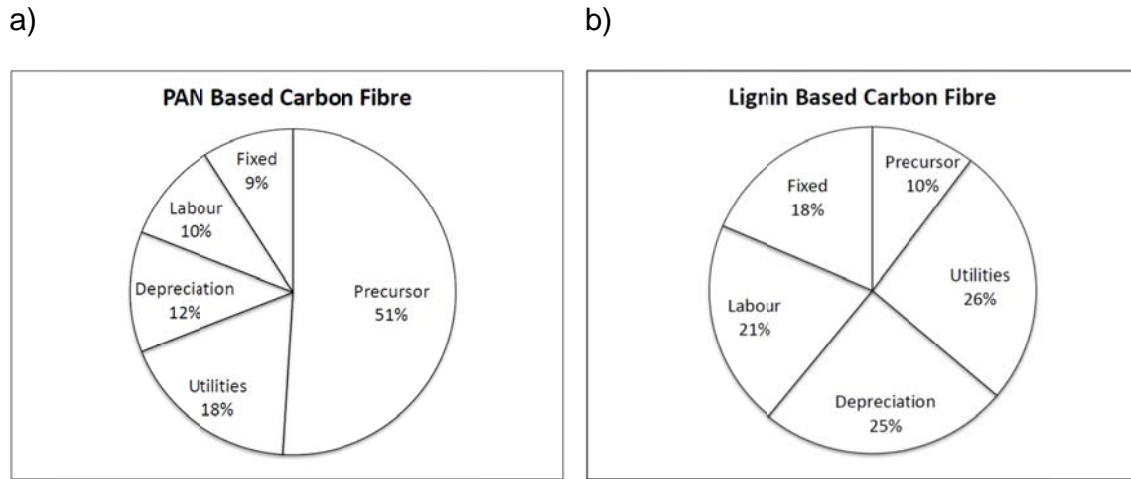 a)
b)
PAN Based Carbon Fibre
Fixed
9%
Labour
10%
Depreciation
12%
Utilities
18%
Precursor
51%
Lignin Based Carbon Fibre
Precursor
10%
Fixed
18%
Utilities
26%
Labour
21%
Depreciation
25%